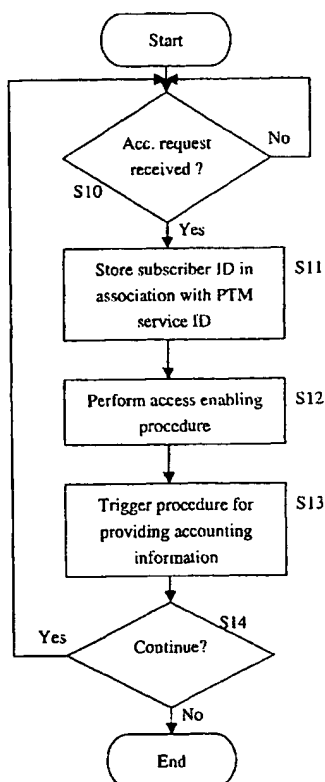 Start
Acc. request
received ?
No
S10
Yes
Store subscriber ID in
association with PTM
service ID
S11
Perform access enabling
procedure
S12
Trigger procedure for
providing accounting
information
S13
Yes
S14
Continue?
No
End